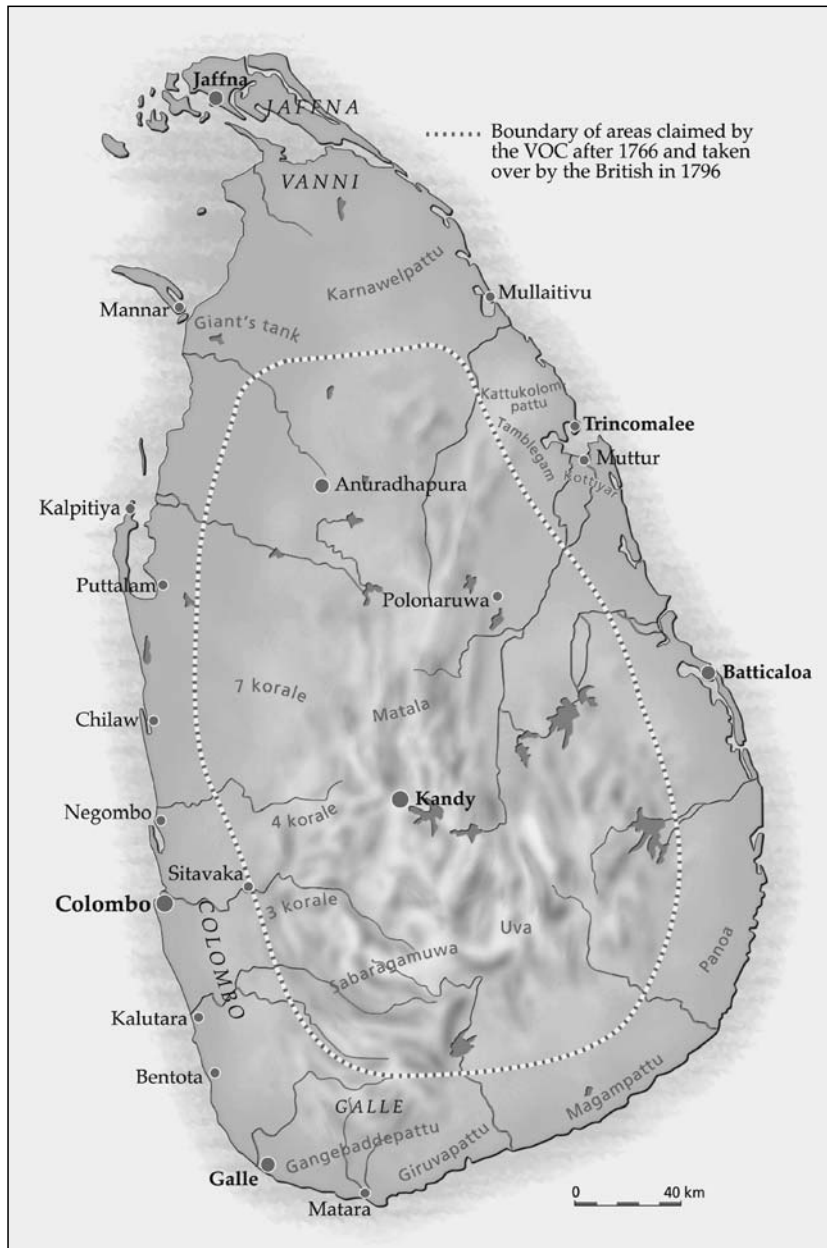 Jaffna
JAFFNA
Boundary of areas claimed by
the VOC after 1766 and taken
over by the British in 1796
VANNI
Karnawelpattu
Mullaitivu
Mannar
Giant's tank
Kattukolom
pattu
Trincomalee
Tamblegam
Muttur
Kottiyar
Anuradhapura
Kalpitiya
Puttalam
Polonaruwa
Batticaloa
7 korale
Matala
Chilaw
Kandy
Negombo
4 korale
Sitavaka
Colombo
3 korale
COLOMBO
Uva
Panoa
Sabaragamuwa
Kalutara
Bentota
Magampattu
GALLE
Gangebaddepattu
Giruvapattu
Galle
Matara
0 40 km